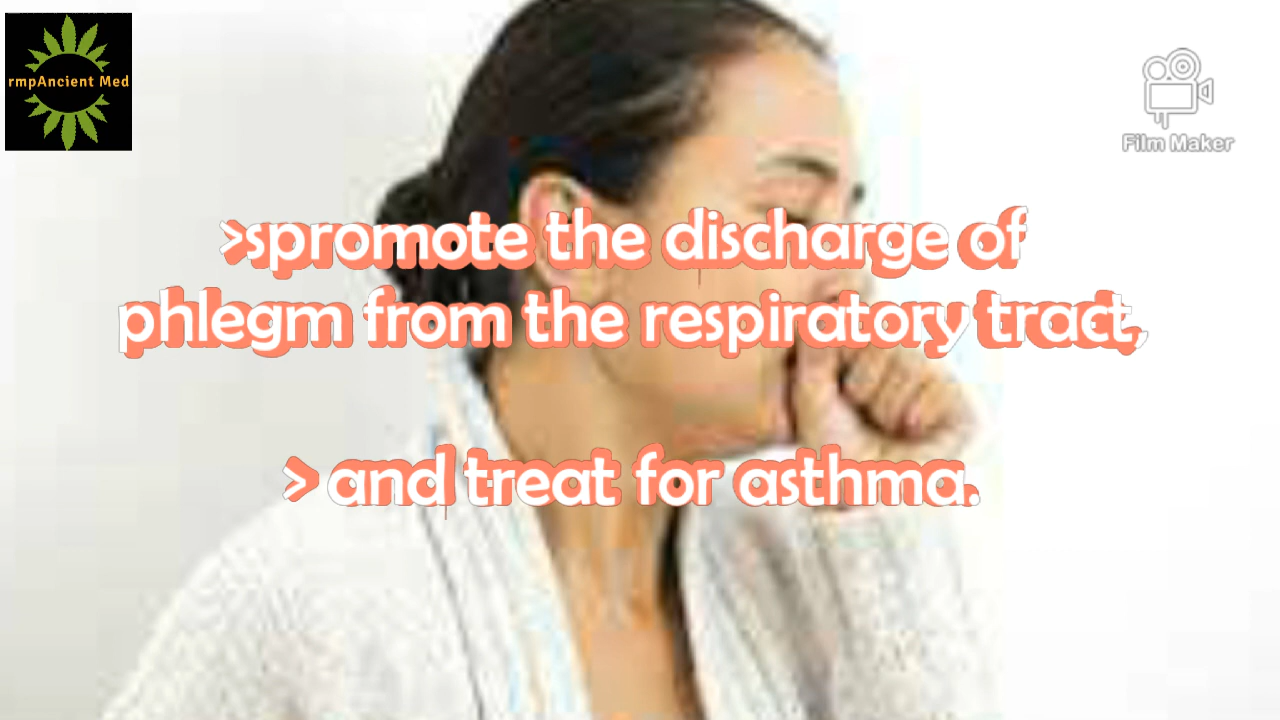 rmpAncient Med
Film Maker
>spromote the discharge of
phlegm from the respiratory tract,
> and treat for asthma.